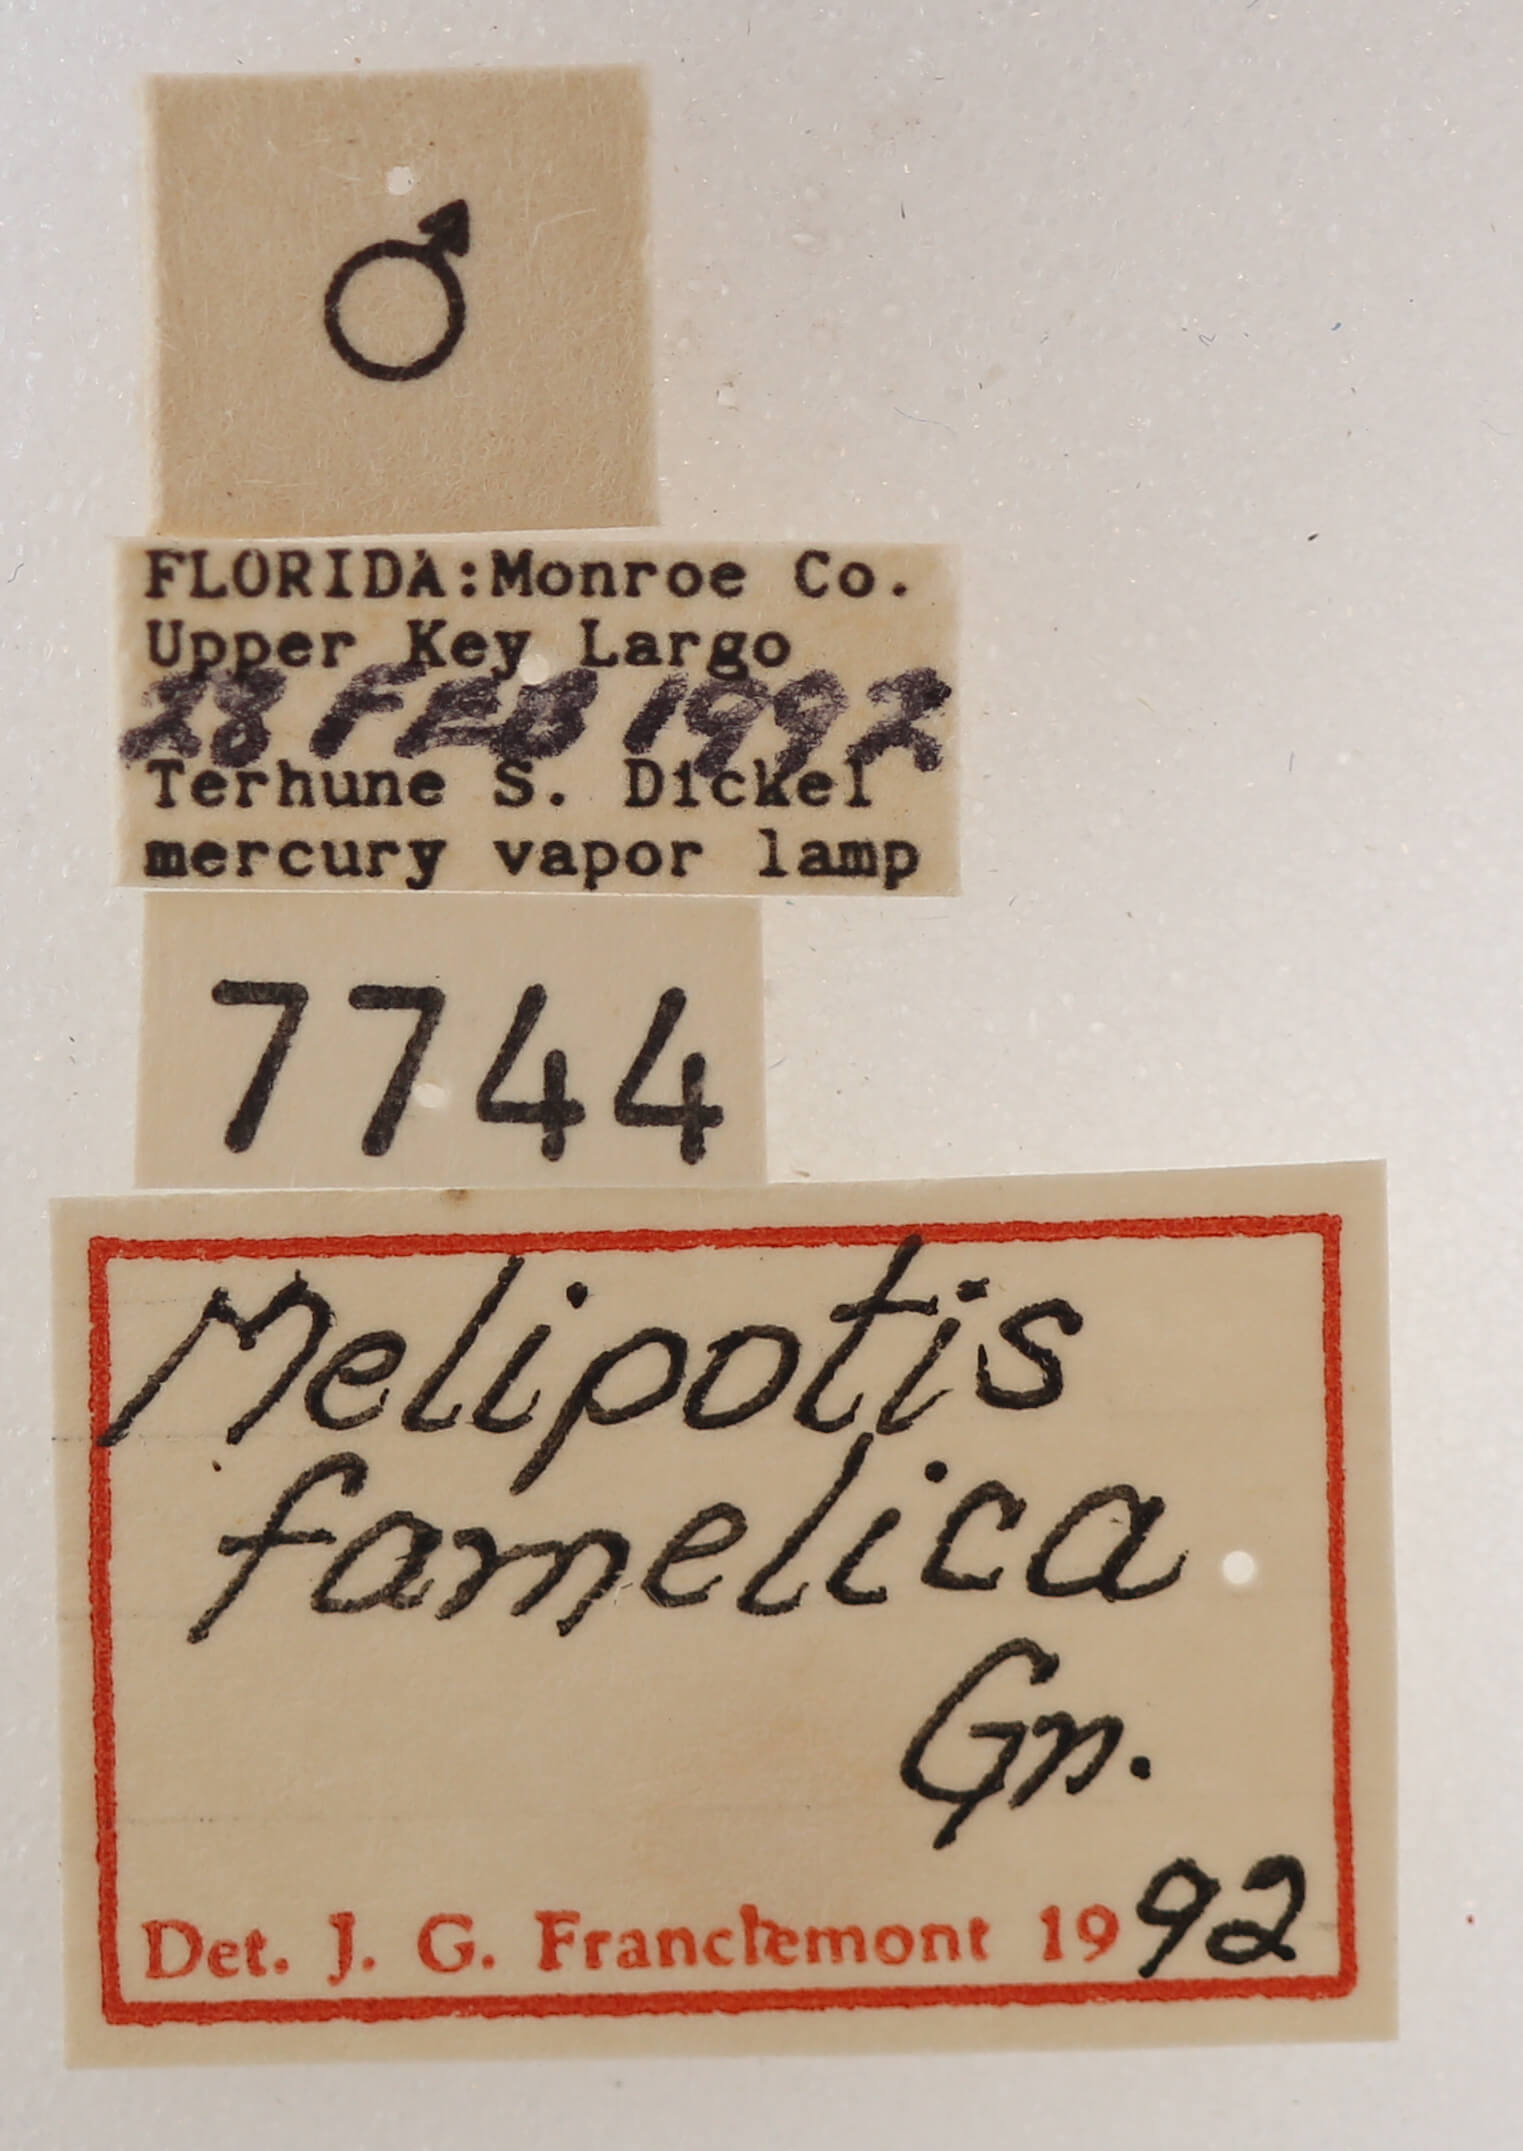 ♂
FLORIDA:Monroe Co.
Upper Key Largo
28 FEB 1992
Terhune S. Dickel
mercury vapor lamp
7744
Melipotis
famelica
Gn.
Det. J. G. Franclemont 1992